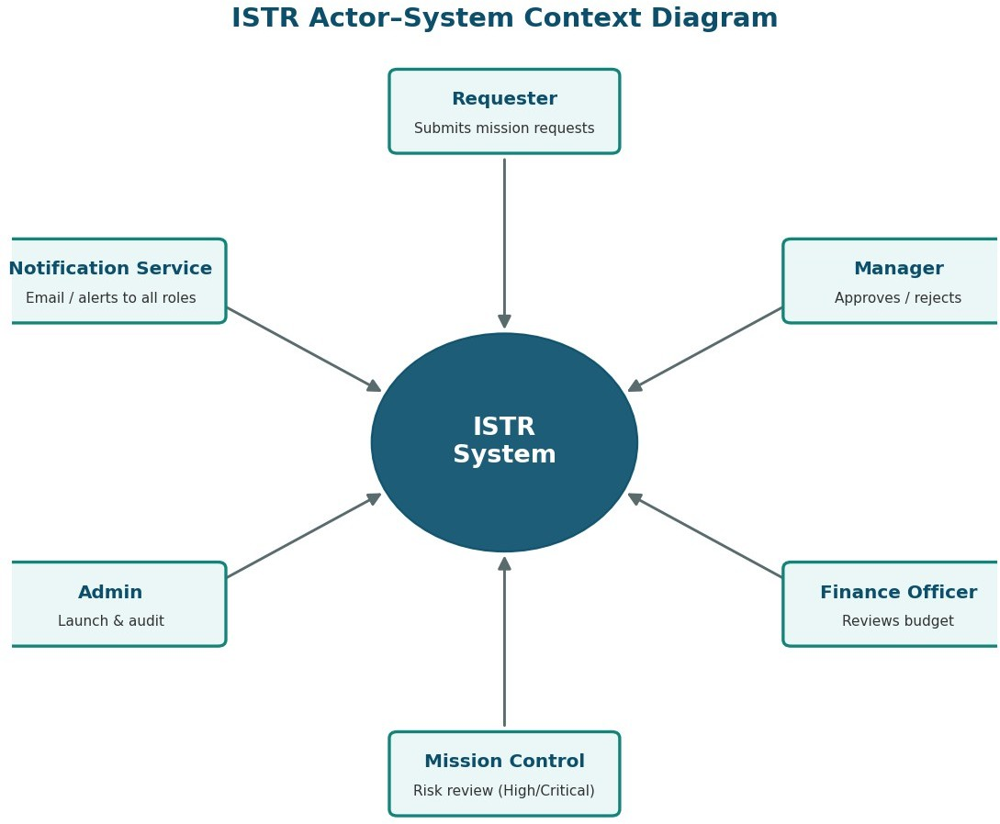 ISTR Actor–System Context Diagram
Requester
Submits mission requests
Notification Service
Email / alerts to all roles
Manager
Approves / rejects
ISTR
System
Admin
Launch & audit
Finance Officer
Reviews budget
Mission Control
Risk review (High/Critical)